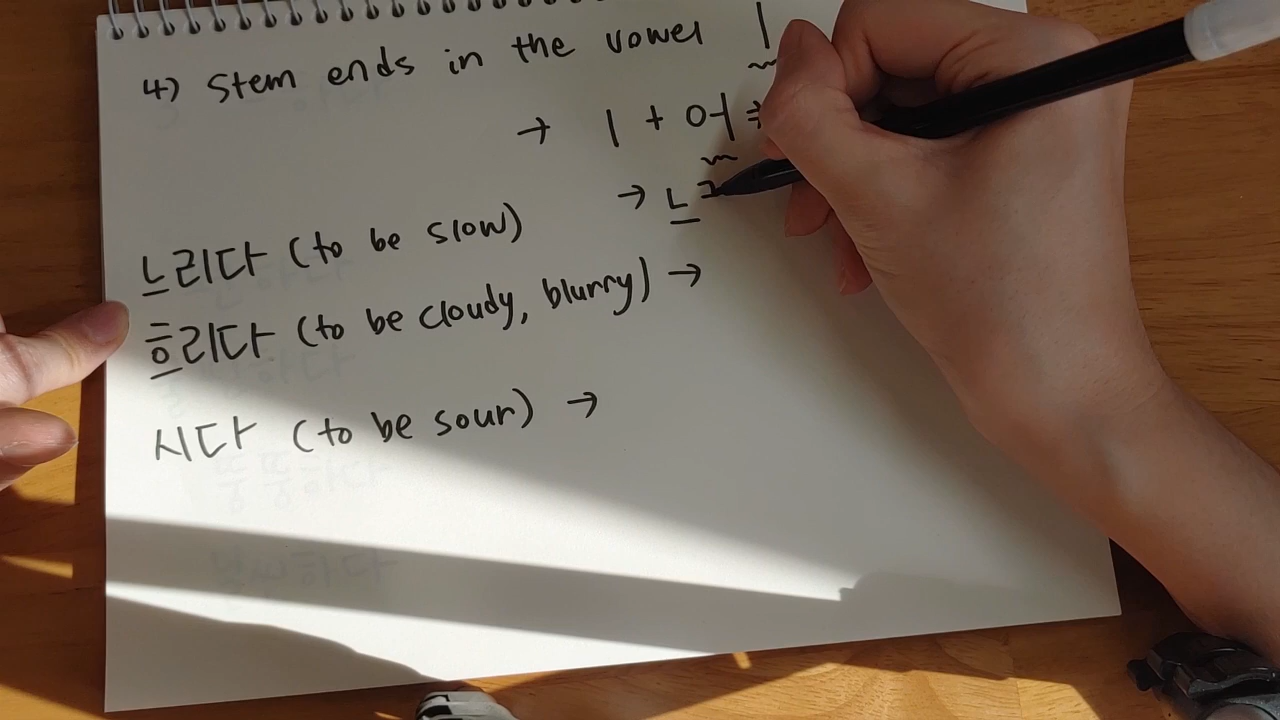 4) Stem ends in the vowel ㅣ
→ ㅣ + 어 =
느리다 (to be slow) → 느
흐리다 (to be cloudy, blurry) →
시다 (to be sour) →